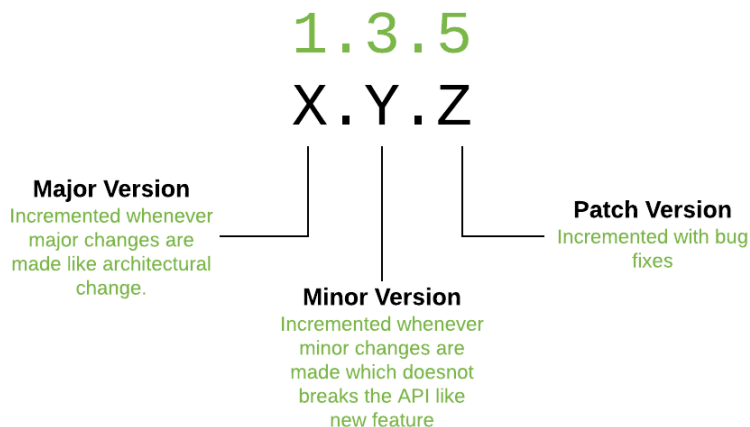 1.3.5
X.Y.Z
Major Version
Incremented whenever
major changes are
made like architectural
change.
Minor Version
Incremented whenever
minor changes are
made which doesnot
breaks the API like
new feature
Patch Version
Incremented with bug
fixes